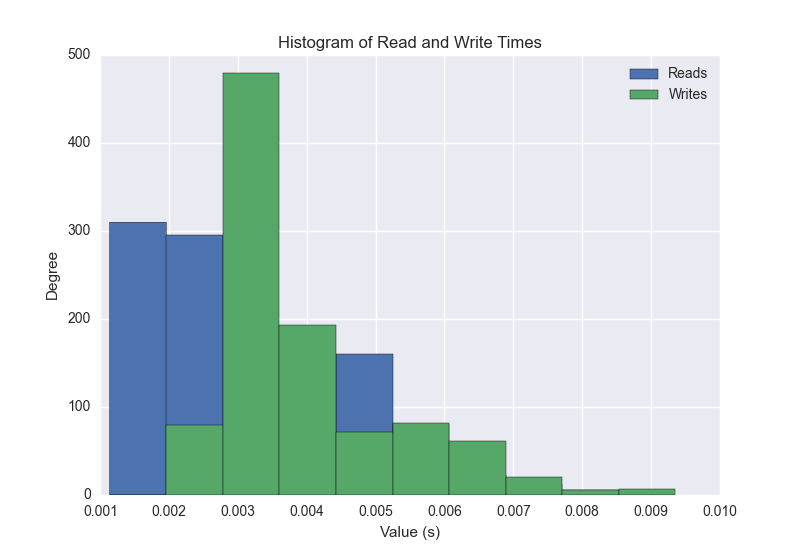 Histogram of Read and Write Times
Reads
Writes
500
400
300
200
100
0
Degree
0.001 0.002 0.003 0.004 0.005 0.006 0.007 0.008 0.009 0.010
Value (s)